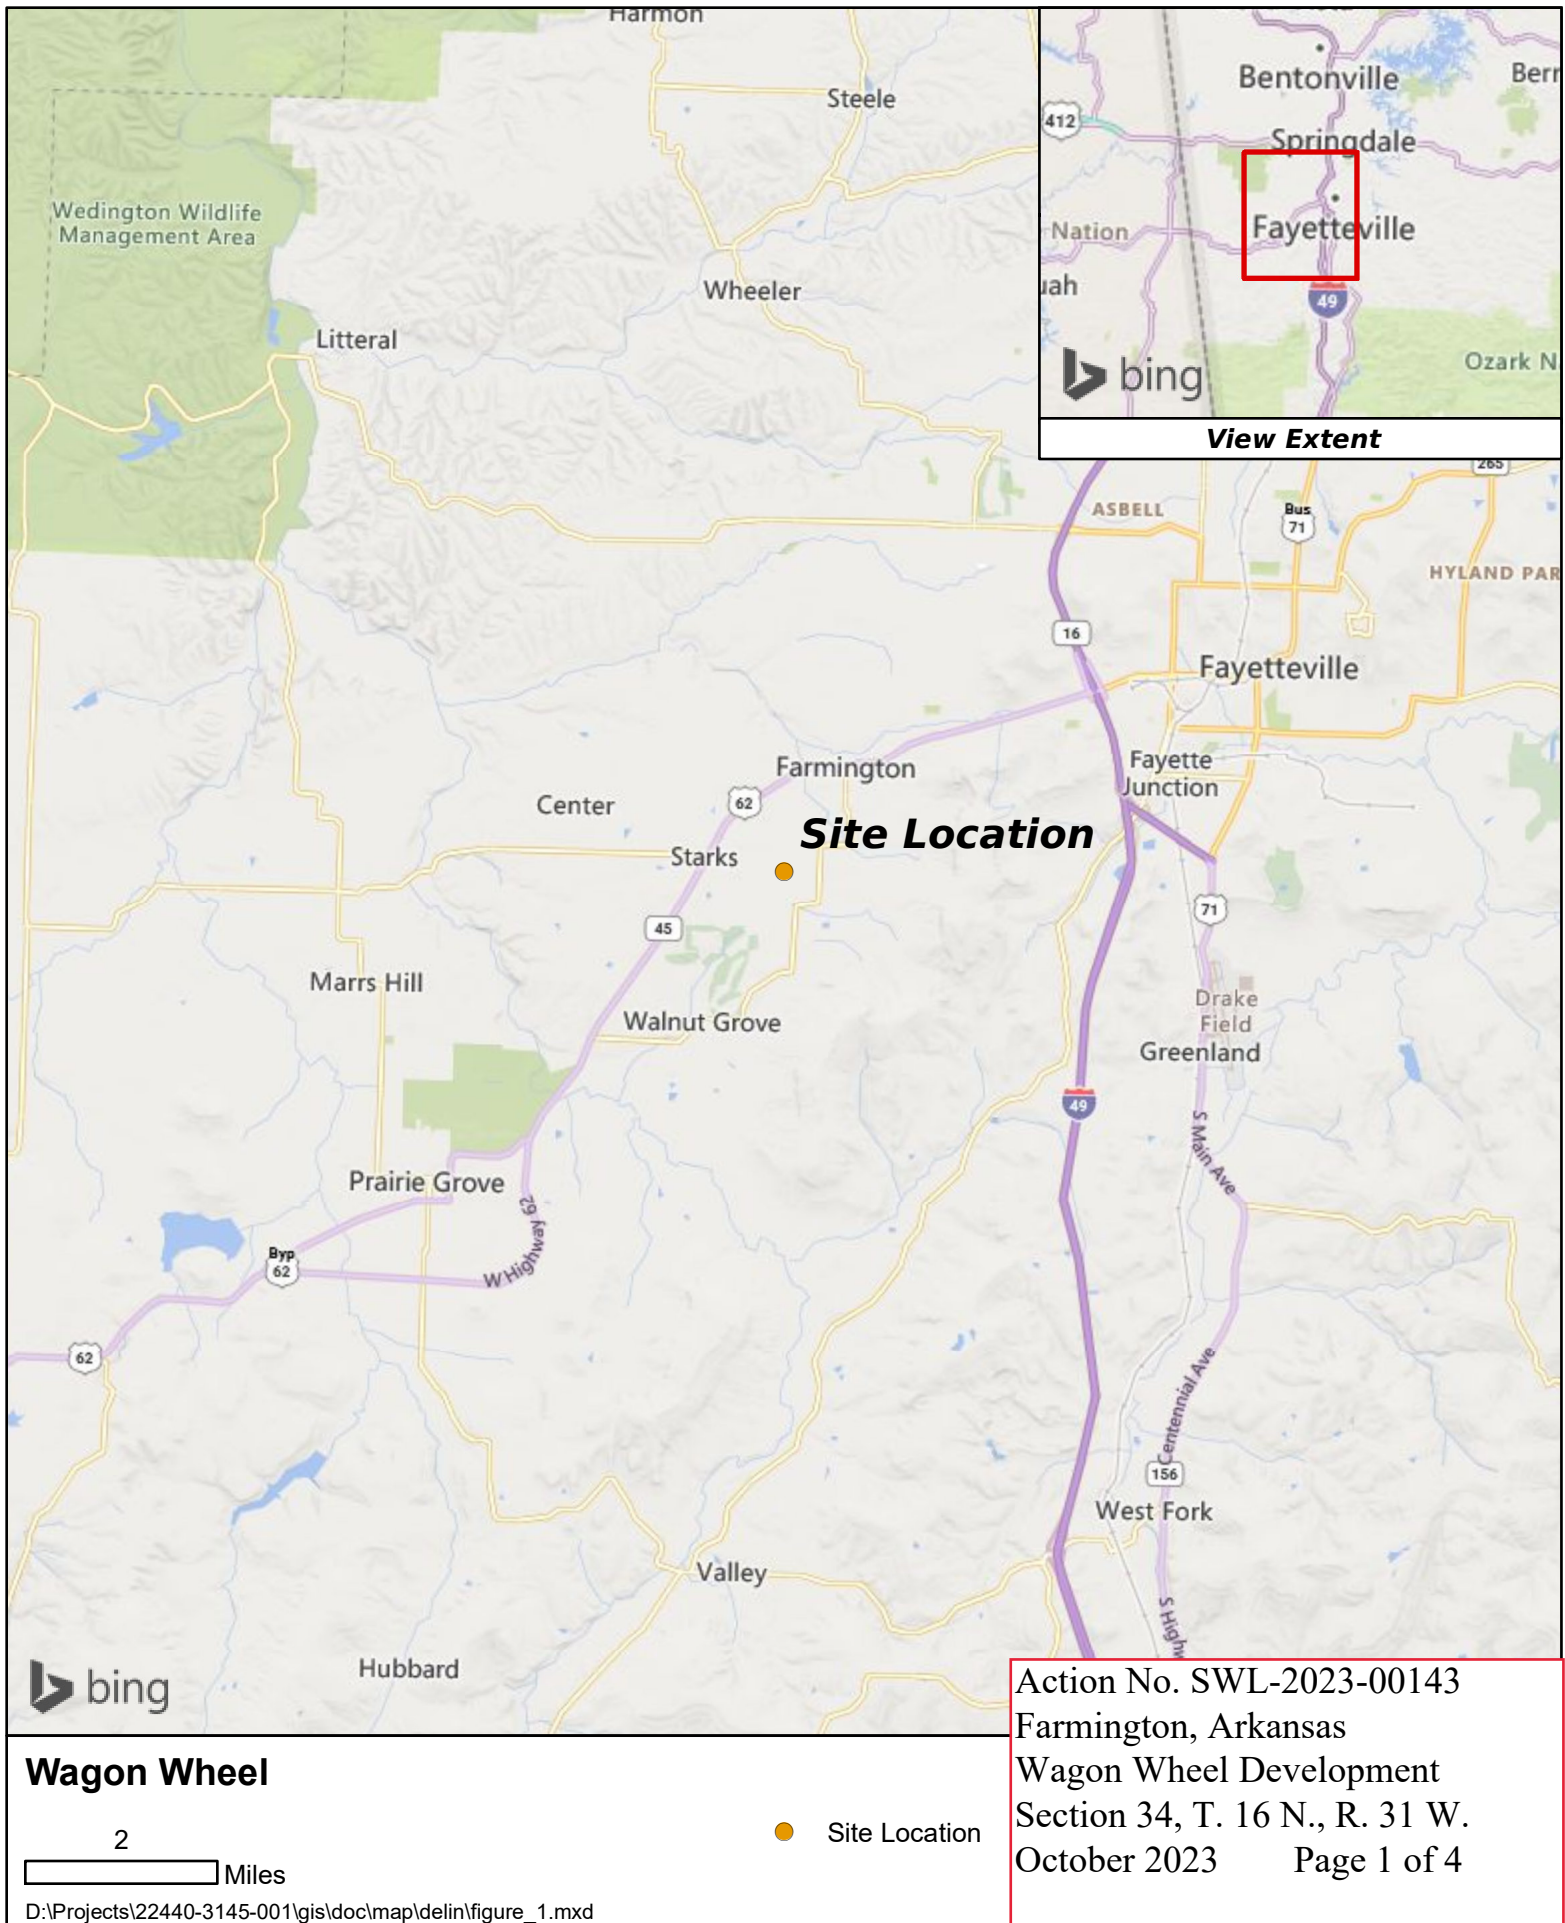 Harmon
Steele
Wedington Wildlife
Management Area
Wheeler
Litteral
Bentonville
Berr
412
Springdale
Nation
Fayetteville
uah
49
Ozark N
bing
View Extent
265
ASBELL
Bus
71
HYLAND PAR
16
Fayetteville
Farmington
Fayette
Junction
Center
62
Site Location
Starks
45
71
Marrs Hill
Drake
Field
Walnut Grove
Greenland
49
S Main Ave
Prairie Grove
W Highway 62
Byp
62
62
Centennial Ave
156
West Fork
Valley
S Highw
Hubbard
bing
Wagon Wheel
2
Miles
Site Location
D:\Projects\22440-3145-001\gis\doc\map\delin\figure_1.mxd
Action No. SWL-2023-00143
Farmington, Arkansas
Wagon Wheel Development
Section 34, T. 16 N., R. 31 W.
October 2023 Page 1 of 4